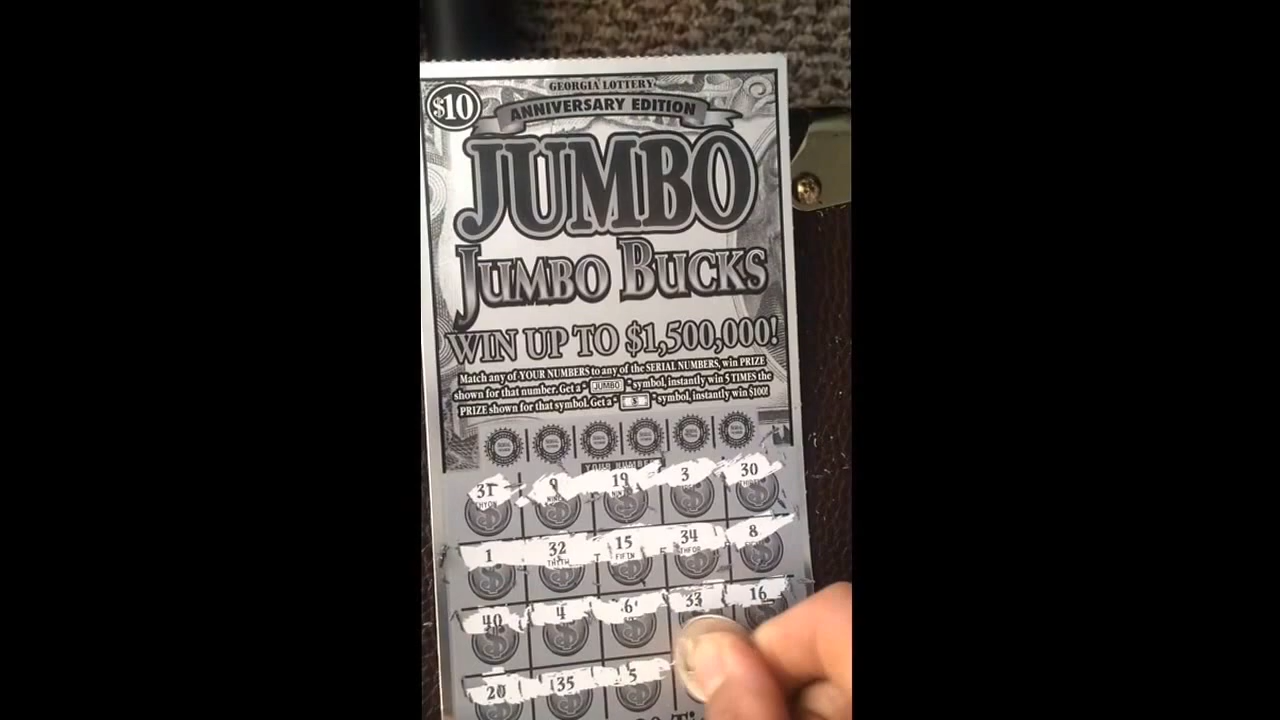 GEORGIA LOTTERY
$10
ANNIVERSARY EDITION
JUMBO
JUMBO BUCKS
WIN UP TO $1,500,000!
Match any of YOUR NUMBERS to any of the SERIAL NUMBERS, win PRIZE
shown for that number. Get a "JUMBO" symbol, instantly win 5 TIMES the
PRIZE shown for that symbol. Get a "$" symbol, instantly win $100!
YOUR NUMBERS
31 9 19 3 30
1 32 15 34 8
FIFTN
40 4 6 33 16
20 35 5